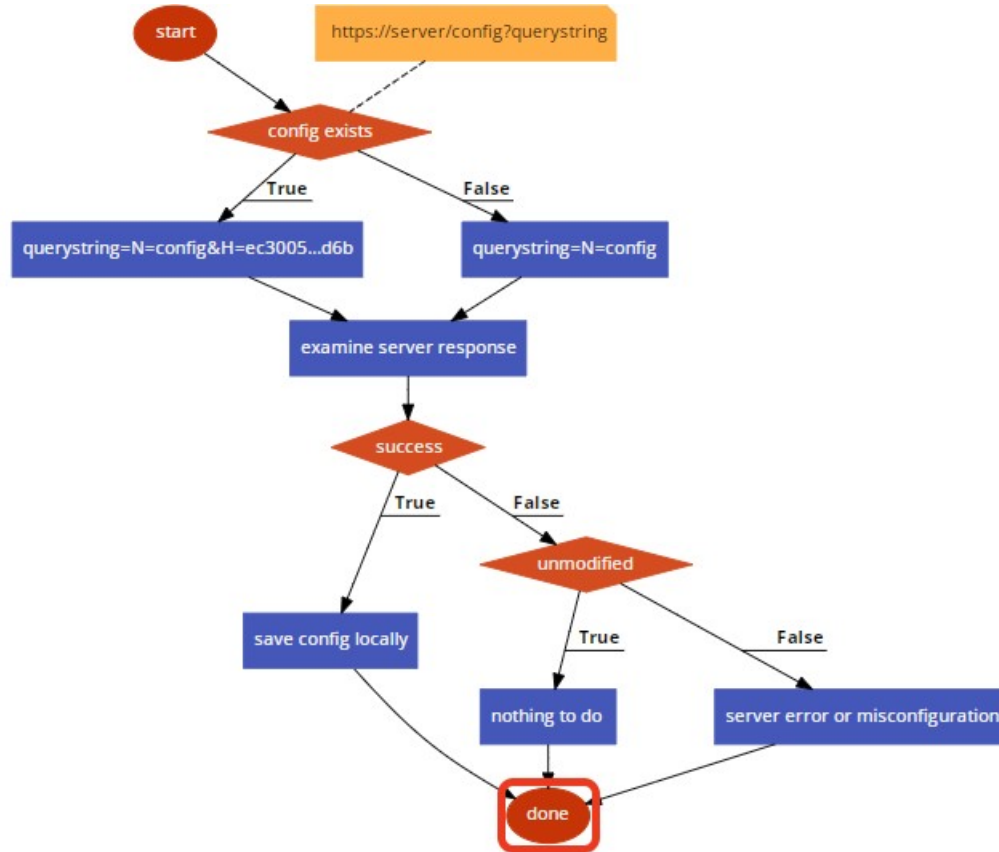 start
https://server/config?querystring
config exists
True
False
querystring=N=config&H=ec3005...d6b
querystring=N=config
examine server response
success
True
False
unmodified
save config locally
True
False
nothing to do
server error or misconfiguration
done